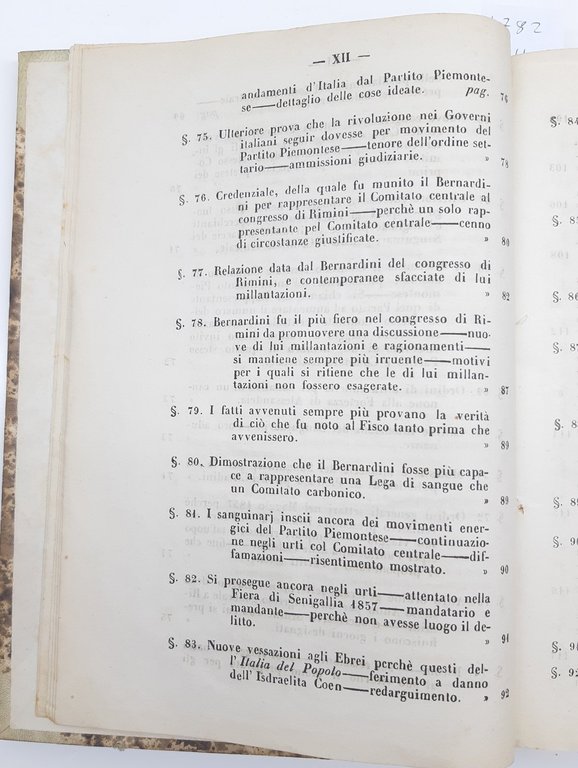 282
— XII —
andamenti d'Italia dal Partito Piemonte-
se——dettaglio delle cose ideate. pag. 76
§. 75. Ulteriore prova che la rivoluzione nei Governi
italiani seguir dovesse per movimento del
Partito Piemontese——tenore dell'ordine set-
tario——ammissioni giudiziarie. » 78
§. 76. Credenziale, della quale fu munito il Bernardi-
ni per rappresentare il Comitato centrale al
congresso di Rimini——perchè un solo rap-
presentante pel Comitato centrale——cenno
di circostanze giustificate. » 80
§. 77. Relazione data dal Bernardini del congresso di
Rimini, e contemporanee sfacciate di lui
millantazioni. » 82
§. 78. Bernardini fu il più fiero nel congresso di Ri-
mini da promuovere una discussione——nuo-
ve di lui millantazioni e ragionamenti——
si mantiene sempre più irruente——motivi
per i quali si ritiene che le di lui millan-
tazioni non fossero esagerate. » 87
§. 79. I fatti avvenuti sempre più provano la verità
di ciò che fu noto al Fisco tanto prima che
avvenissero. » 89
§. 80. Dimostrazione che il Bernardini fosse più capa-
ce a rappresentare una Lega di sangue che
un Comitato carbonico. » 89
§. 81. I sanguinarj inscii ancora dei movimenti ener-
gici del Partito Piemontese——continuazio-
ne negli urti col Comitato centrale——dif-
famazioni——risentimento mostrato. » 90
§. 82. Si prosegue ancora negli urti——attentato nella
Fiera di Senigallia 1857——mandatario e
mandante——perchè non avesse luogo il de-
litto. » 91
§. 83. Nuove vessazioni agli Ebrei perchè questi del-
l'Italia del Popolo——ferimento a danno
dell'Isdraelita Coen——redarguimento. » 92
§. 84
§. 85
§. 86
§. 87
§. 8
§. 89
§. 90
§. 91
§. 92